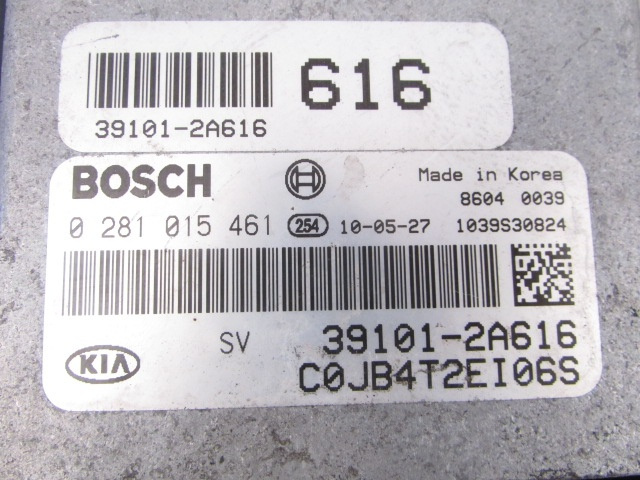 616
39101-2A616
BOSCH
Made in Korea
8604 0039
0 281 015 461 254 10-05-27 1039S30824
SV 39101-2A616
KIA C0JB4T2EI06S